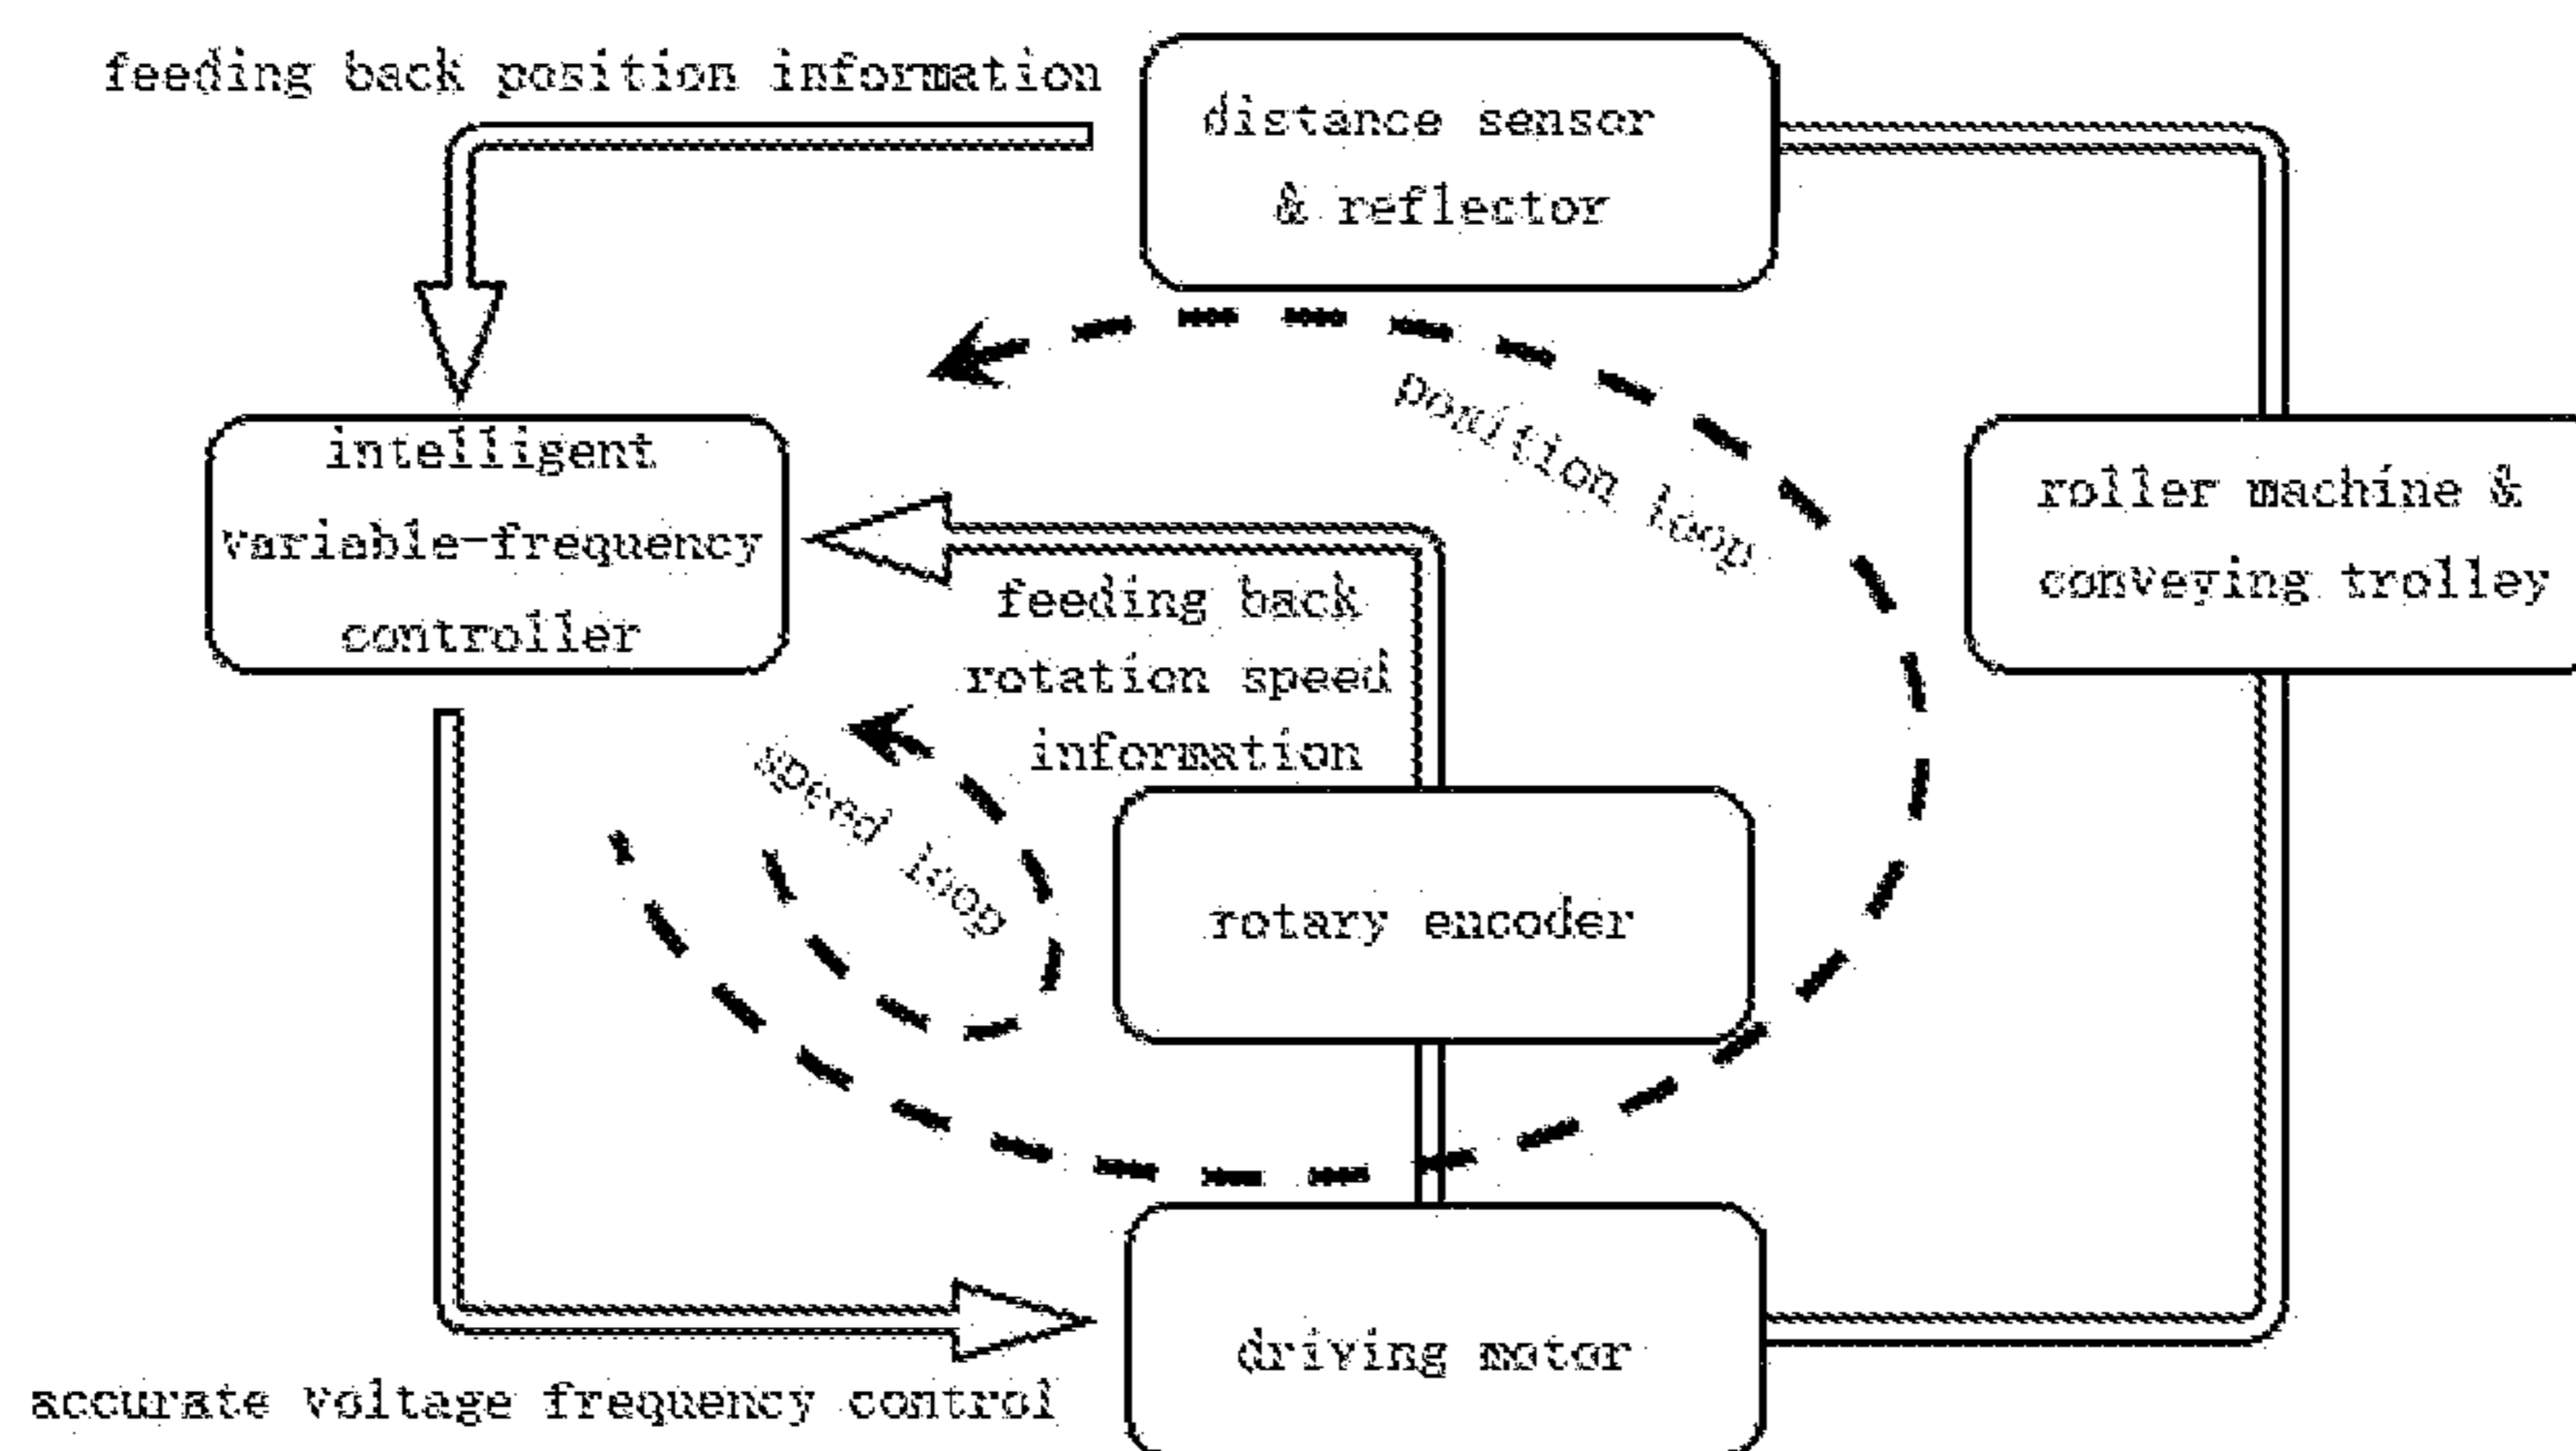 feeding back position information
distance sensor
& reflector
position loop
intelligent
variable-frequency
controller
roller machine &
conveying trolley
feeding back
rotation speed
information
speed loop
rotary encoder
driving motor
accurate voltage frequency control